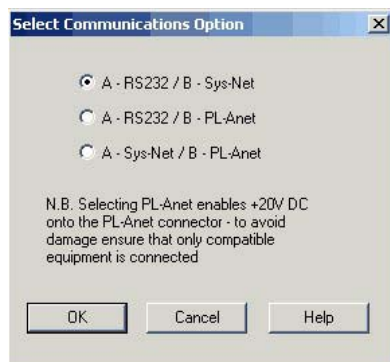 Select Communications Option
A - RS232 / B - Sys-Net
A - RS232 / B - PL-Anet
A - Sys-Net / B - PL-Anet
N.B. Selecting PL-Anet enables +20V DC
onto the PL-Anet connector - to avoid
damage ensure that only compatible
equipment is connected
OK Cancel Help